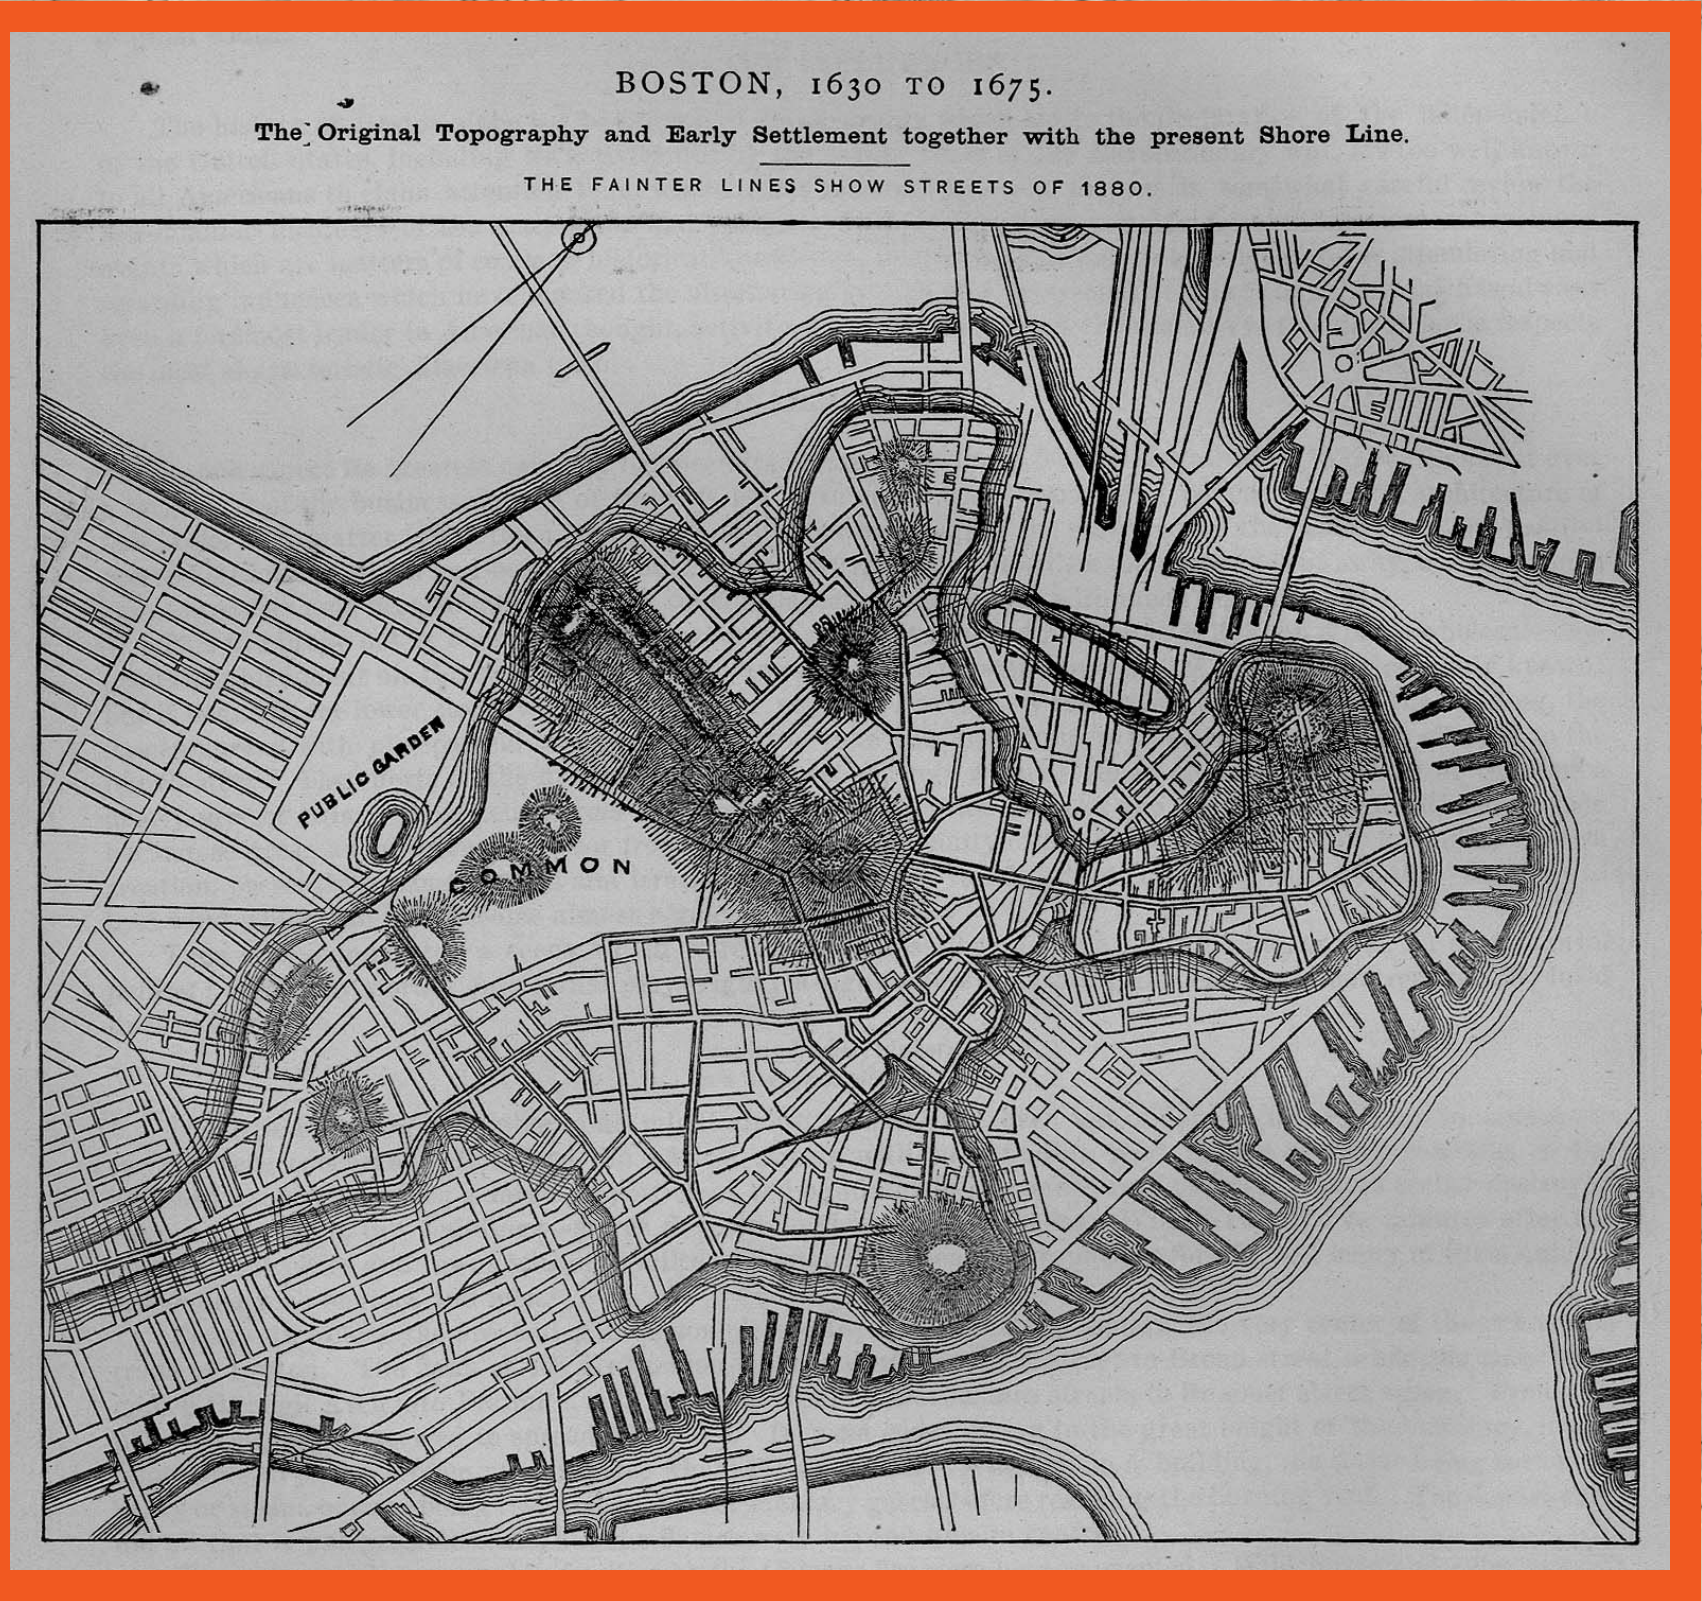 BOSTON, 1630 TO 1675.
The Original Topography and Early Settlement together with the present Shore Line.
THE FAINTER LINES SHOW STREETS OF 1880.
PUBLIC GARDEN
COMMON